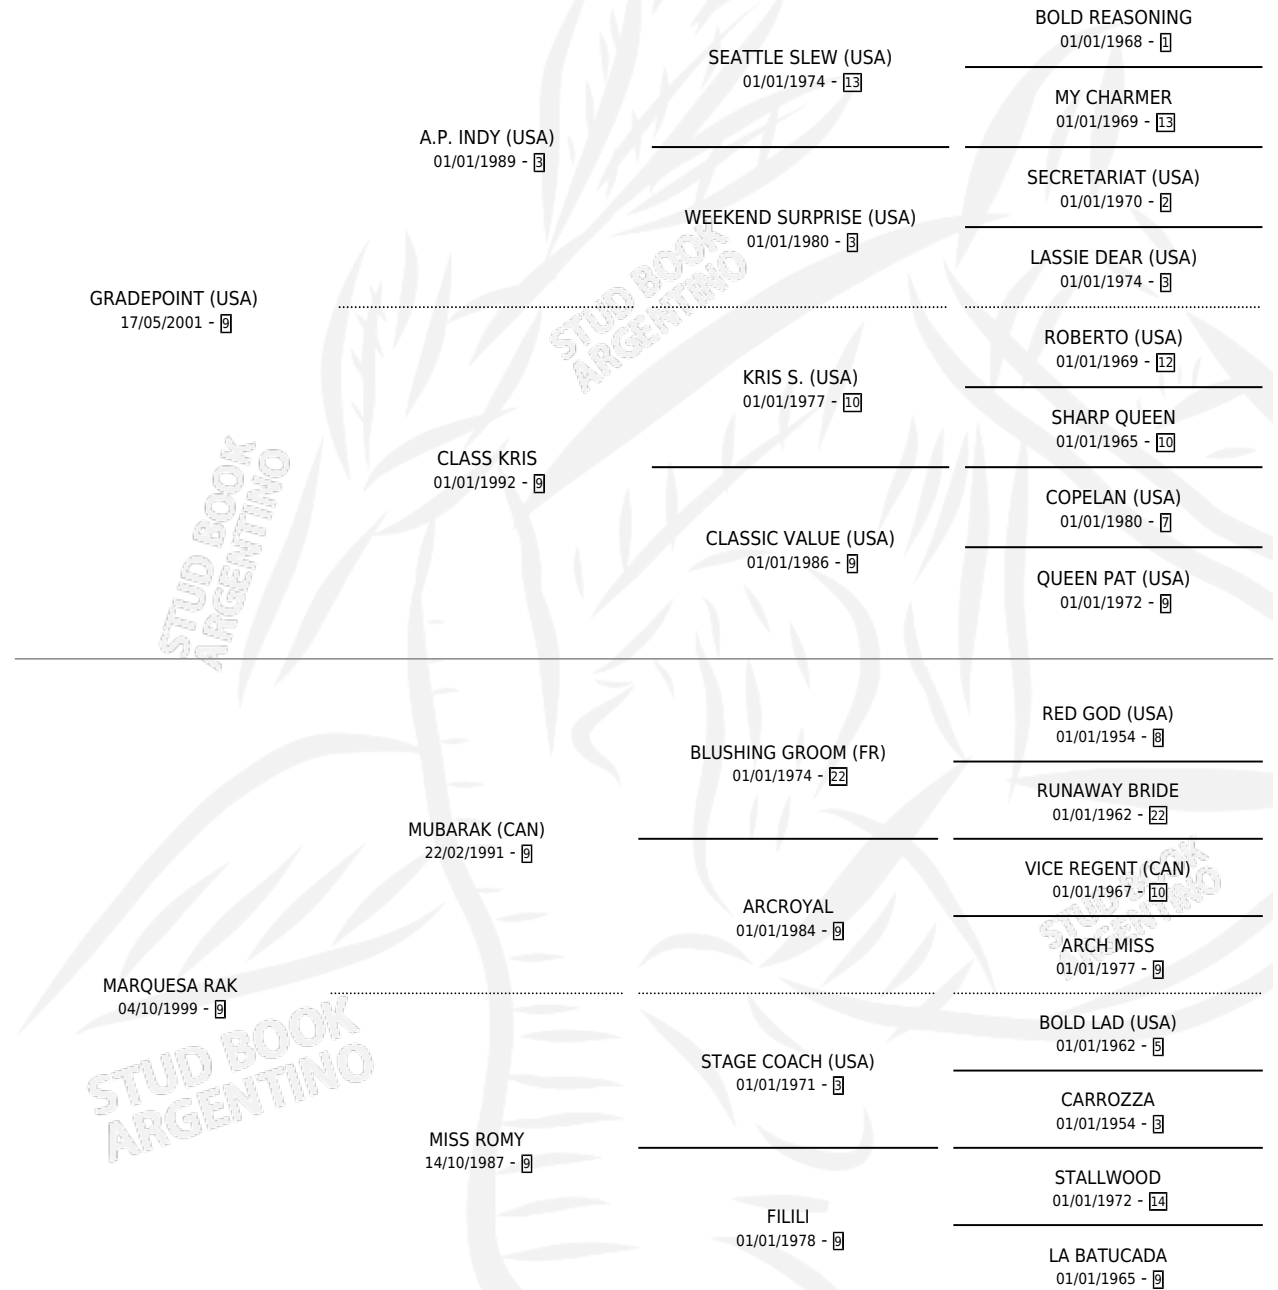 BOLD REASONING
01/01/1968 - 1
SEATTLE SLEW (USA)
01/01/1974 - 13
MY CHARMER
01/01/1969 - 13
A.P. INDY (USA)
01/01/1989 - 3
SECRETARIAT (USA)
01/01/1970 - 2
WEEKEND SURPRISE (USA)
01/01/1980 - 3
LASSIE DEAR (USA)
01/01/1974 - 3
GRADEPOINT (USA)
17/05/2001 - 9
ROBERTO (USA)
01/01/1969 - 12
KRIS S. (USA)
01/01/1977 - 10
SHARP QUEEN
01/01/1965 - 10
CLASS KRIS
01/01/1992 - 9
COPELAN (USA)
01/01/1980 - 7
CLASSIC VALUE (USA)
01/01/1986 - 9
QUEEN PAT (USA)
01/01/1972 - 9
RED GOD (USA)
01/01/1954 - 8
BLUSHING GROOM (FR)
01/01/1974 - 22
RUNAWAY BRIDE
01/01/1962 - 22
MUBARAK (CAN)
22/02/1991 - 9
VICE REGENT (CAN)
01/01/1967 - 10
ARCROYAL
01/01/1984 - 9
ARCH MISS
01/01/1977 - 9
MARQUESA RAK
04/10/1999 - 9
BOLD LAD (USA)
01/01/1962 - 5
STAGE COACH (USA)
01/01/1971 - 3
CARROZZA
01/01/1954 - 3
MISS ROMY
14/10/1987 - 9
STALLWOOD
01/01/1972 - 14
FILILI
01/01/1978 - 9
LA BATUCADA
01/01/1965 - 9
STUD BOOK
ARGENTINO
STUD BOOK
ARGENTINO
STUD BOOK
ARGENTINO
STUD BOOK
ARGENTINO